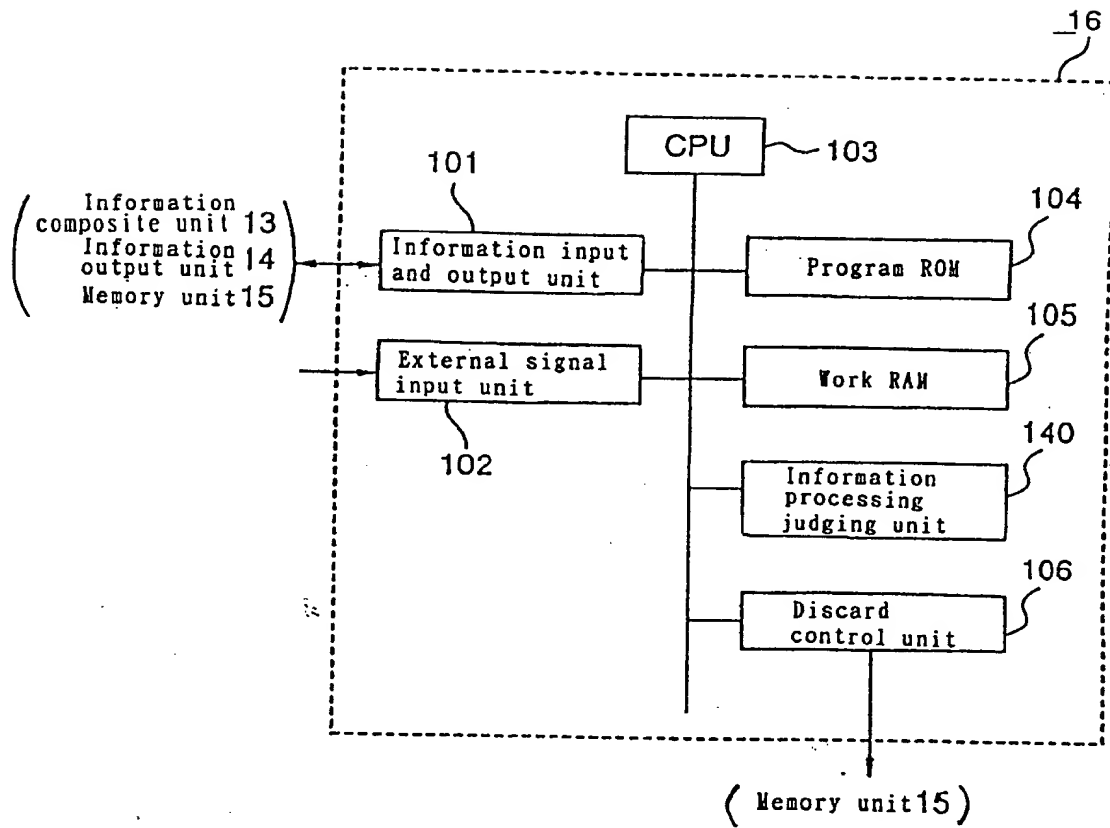 16
CPU
103
101
104
Information
composite unit 13
Information
output unit 14
Memory unit 15
Information input
and output unit
Program ROM
105
External signal
input unit
Work RAM
102
140
Information
processing
judging unit
106
Discard
control unit
( Memory unit 15 )